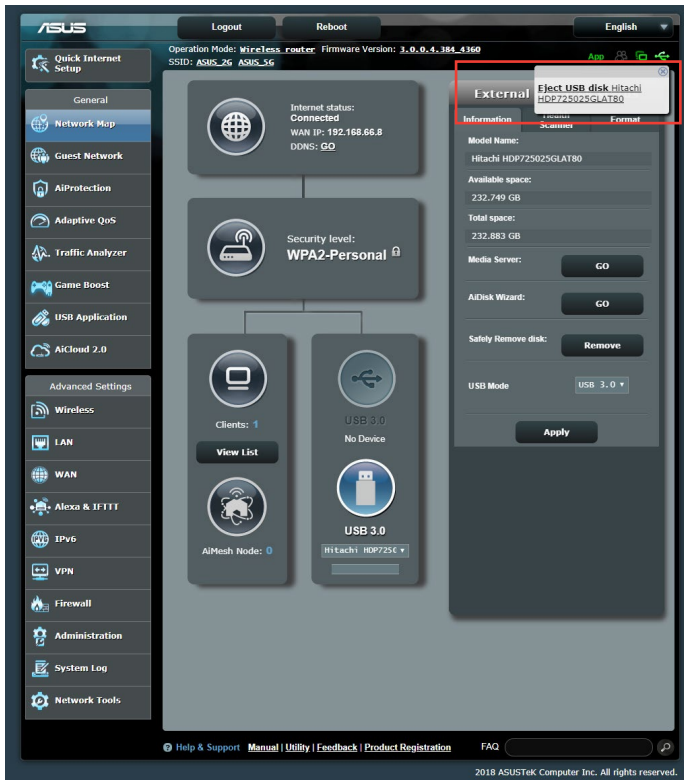 ASUS
Logout
Reboot
English
Quick Internet
Setup
Operation Mode: Wireless router Firmware Version: 3.0.0.4.384_4360
SSID: ASUS_2G ASUS_5G
App
General
Network Map
Guest Network
AiProtection
Adaptive QoS
Traffic Analyzer
Game Boost
USB Application
AiCloud 2.0
Advanced Settings
Wireless
LAN
WAN
Alexa & IFTTT
IPv6
VPN
Firewall
Administration
System Log
Network Tools
Internet status:
Connected
WAN IP: 192.168.66.8
DDNS: GO
Security level:
WPA2-Personal
Clients: 1
View List
AiMesh Node: 0
USB 3.0
No Device
USB 3.0
Hitachi HDP725C
External
Eject USB disk Hitachi
HDP725025GLAT80
Information
Health
Scanner
Format
Model Name:
Hitachi HDP725025GLAT80
Available space:
232.749 GB
Total space:
232.883 GB
Media Server:
GO
AiDisk Wizard:
GO
Safely Remove disk:
Remove
USB Mode
USB 3.0
Apply
Help & Support Manual | Utility | Feedback | Product Registration
FAQ
2018 ASUSTeK Computer Inc. All rights reserved.